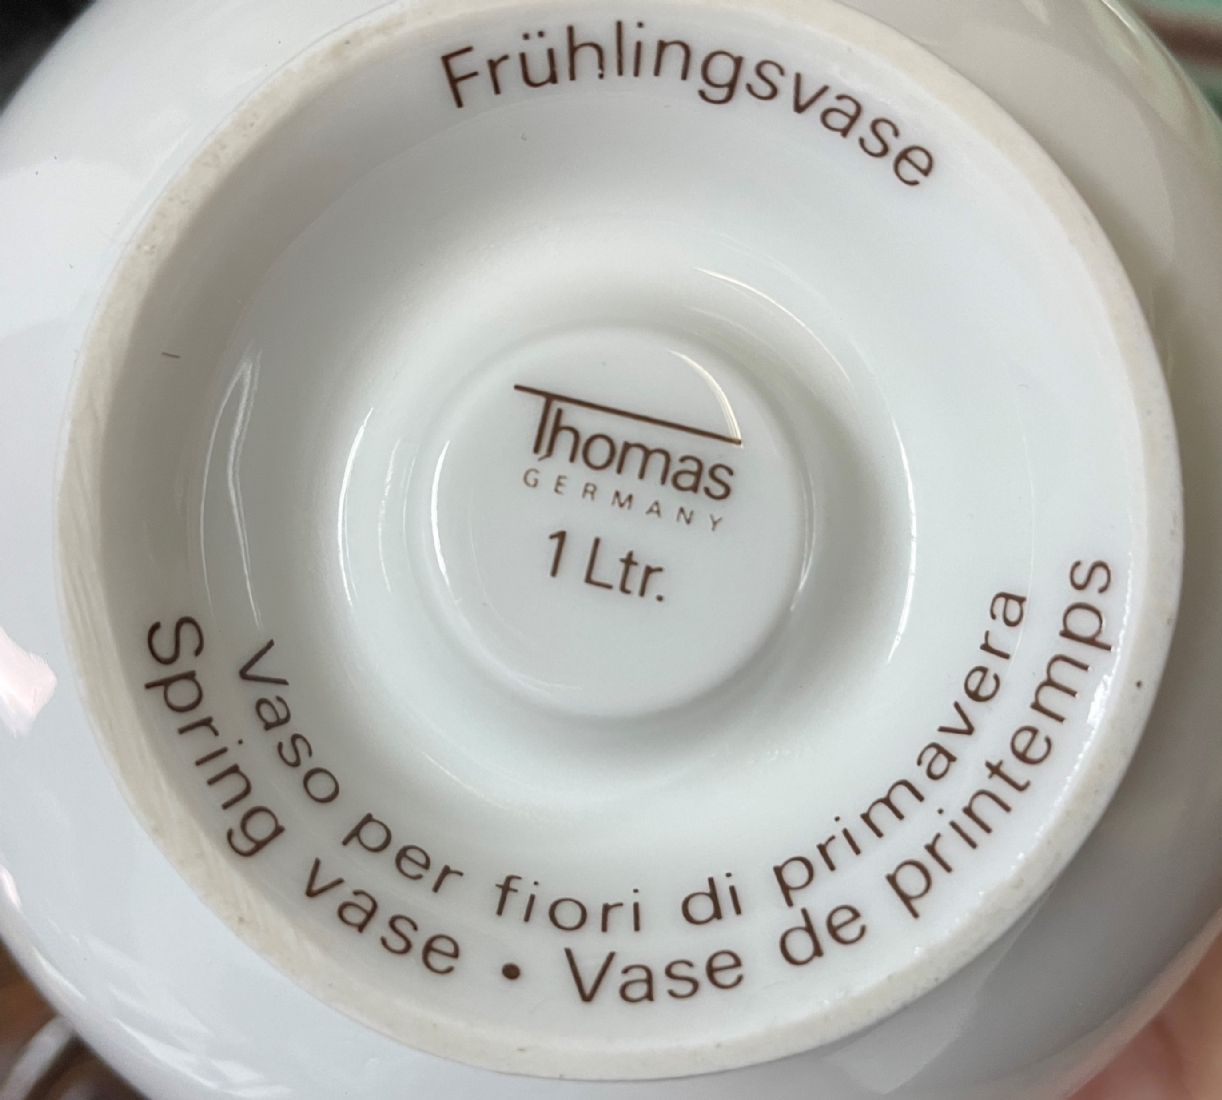 Frühlingsvase
Thomas
GERMANY
1 Ltr.
Vaso per fiori di primavera
Spring vase • Vase de printemps